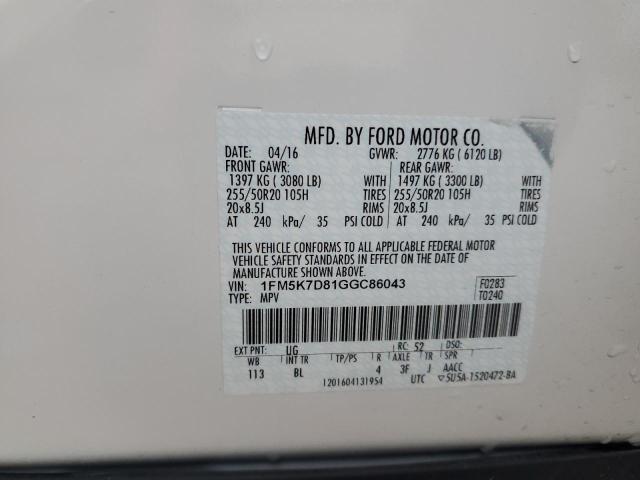 MFD. BY FORD MOTOR CO.
DATE: 04/16 GVWR: 2776 KG ( 6120 LB)
FRONT GAWR: REAR GAWR:
1397 KG ( 3080 LB) WITH 1497 KG ( 3300 LB) WITH
255/50R20 105H TIRES 255/50R20 105H TIRES
20x8.5J RIMS 20x8.5J RIMS
AT 240 kPa/ 35 PSI COLD AT 240 kPa/ 35 PSI COLD
THIS VEHICLE CONFORMS TO ALL APPLICABLE FEDERAL MOTOR
VEHICLE SAFETY STANDARDS IN EFFECT ON THE DATE OF
MANUFACTURE SHOWN ABOVE.
VIN: 1FM5K7D81GGC86043 F0283
TYPE: MPV T0240
EXT PNT: UG RC: 52 DSO:
WB INT TR TP/PS R AXLE TR SPR
113 BL 4 3F J AACC
1201604131954 UTC ▽5U5A-1520472-BA